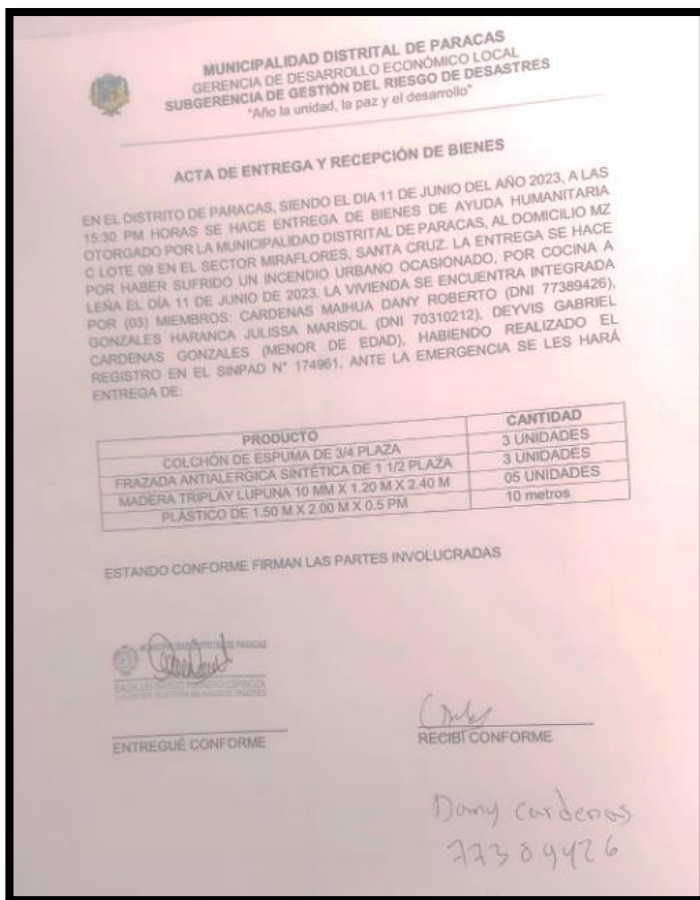 MUNICIPALIDAD DISTRITAL DE PARACAS
GERENCIA DE DESARROLLO ECONÓMICO LOCAL
SUBGERENCIA DE GESTIÓN DEL RIESGO DE DESASTRES
"Año la unidad, la paz y el desarrollo"
ACTA DE ENTREGA Y RECEPCIÓN DE BIENES
EN EL DISTRITO DE PARACAS, SIENDO EL DIA 11 DE JUNIO DEL AÑO 2023, A LAS
15:30 PM HORAS SE HACE ENTREGA DE BIENES DE AYUDA HUMANITARIA
OTORGADO POR LA MUNICIPALIDAD DISTRITAL DE PARACAS, AL DOMICILIO MZ
C LOTE 09 EN EL SECTOR MIRAFLORES, SANTA CRUZ. LA ENTREGA SE HACE
POR HABER SUFRIDO UN INCENDIO URBANO OCASIONADO, POR COCINA A
LEÑA EL DÍA 11 DE JUNIO DE 2023. LA VIVIENDA SE ENCUENTRA INTEGRADA
POR (03) MIEMBROS: CARDENAS MAIHUA DANY ROBERTO (DNI 77389426),
GONZALES HARANCA JULISSA MARISOL (DNI 70310212), DEYVIS GABRIEL
CARDENAS GONZALES (MENOR DE EDAD), HABIENDO REALIZADO EL
REGISTRO EN EL SINPAD N° 174961, ANTE LA EMERGENCIA SE LES HARÁ
ENTREGA DE:
PRODUCTO CANTIDAD
COLCHÓN DE ESPUMA DE 3/4 PLAZA 3 UNIDADES
FRAZADA ANTIALERGICA SINTÉTICA DE 1 1/2 PLAZA 3 UNIDADES
MADERA TRIPLAY LUPUNA 10 MM X 1.20 M X 2.40 M 05 UNIDADES
PLÁSTICO DE 1.50 M X 2.00 M X 0.5 PM 10 metros
ESTANDO CONFORME FIRMAN LAS PARTES INVOLUCRADAS
MUNICIPALIDAD DISTRITAL DE PARACAS
ENTREGUÉ CONFORME
RECIBÍ CONFORME
Dany Cardenas
77389426